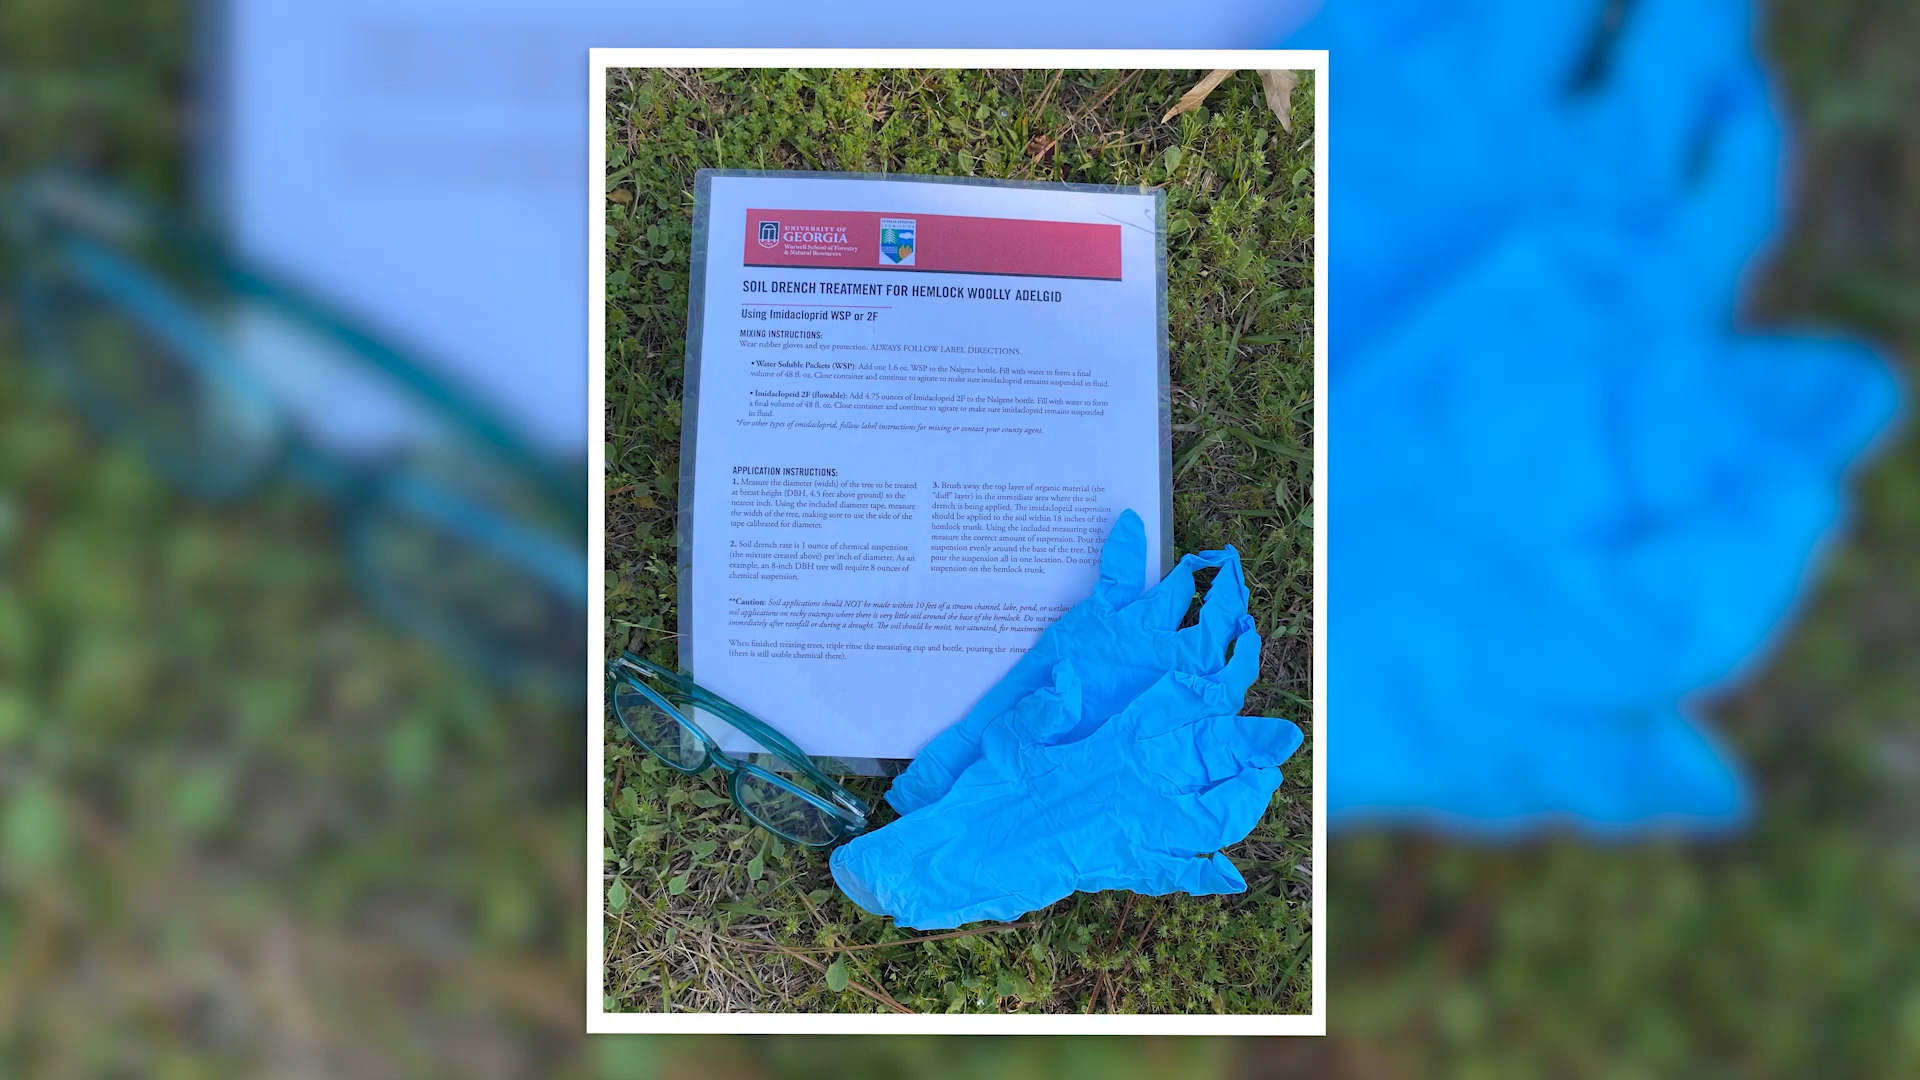 UNIVERSITY OF
GEORGIA
Warnell School of Forestry
& Natural Resources
COMMISSION
SOIL DRENCH TREATMENT FOR HEMLOCK WOOLLY ADELGID
Using Imidacloprid WSP or 2F
MIXING INSTRUCTIONS:
Wear rubber gloves and eye protection. ALWAYS FOLLOW LABEL DIRECTIONS.
• Water Soluble Packets (WSP): Add one 1.6 oz. WSP to the Nalgene bottle. Fill with water to form a final
volume of 48 fl. oz. Close container and continue to agitate to make sure imidacloprid remains suspended in fluid.
• Imidacloprid 2F (flowable): Add 4.75 ounces of Imidacloprid 2F to the Nalgene bottle. Fill with water to form
a final volume of 48 fl. oz. Close container and continue to agitate to make sure imidacloprid remains suspended
in fluid.
*For other types of imidacloprid, follow label instructions for mixing or contact your county agent.
APPLICATION INSTRUCTIONS:
1. Measure the diameter (width) of the tree to be treated
at breast height (DBH, 4.5 feet above ground) to the
nearest inch. Using the included diameter tape, measure
the width of the tree, making sure to use the side of the
tape calibrated for diameter.
2. Soil drench rate is 1 ounce of chemical suspension
(the mixture created above) per inch of diameter. As an
example, an 8-inch DBH tree will require 8 ounces of
chemical suspension.
3. Brush away the top layer of organic material (the
"duff" layer) in the immediate area where the soil
drench is being applied. The imidacloprid suspension
should be applied to the soil within 18 inches of the
hemlock trunk. Using the included measuring cup,
measure the correct amount of suspension. Pour the
suspension evenly around the base of the tree. Do
pour the suspension all in one location. Do not
suspension on the hemlock trunk.
**Caution: Soil applications should NOT be made within 10 feet of a stream channel, lake, pond, or
soil applications on rocky outcrops where there is very little soil around the base of the hemlock. Do not
immediately after rainfall or during a drought. The soil should be moist, not saturated, for maximum
When finished treating trees, triple rinse the measuring cup and bottle, pouring the rinse
(there is still usable chemical there).